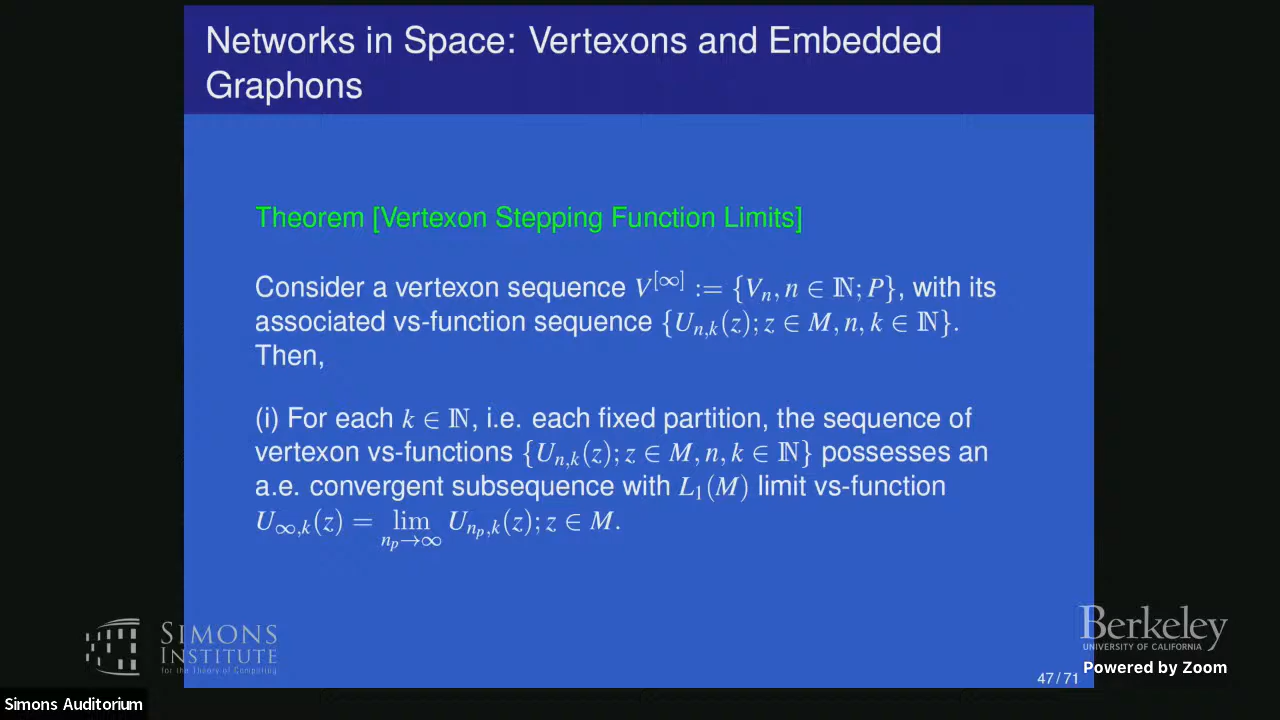 Networks in Space: Vertexons and Embedded
Graphons
Theorem [Vertexon Stepping Function Limits]
Consider a vertexon sequence V^{[∞]} := {V_n, n ∈ ℕ; P}, with its
associated vs-function sequence {U_{n,k}(z); z ∈ M, n, k ∈ ℕ}.
Then,
(i) For each k ∈ ℕ, i.e. each fixed partition, the sequence of
vertexon vs-functions {U_{n,k}(z); z ∈ M, n, k ∈ ℕ} possesses an
a.e. convergent subsequence with L_1(M) limit vs-function
U_{∞,k}(z) = lim_{n_p→∞} U_{n_p,k}(z); z ∈ M.
SIMONS
INSTITUTE
for the Theory of Computing
Berkeley
UNIVERSITY OF CALIFORNIA
Powered by Zoom
47 / 71
Simons Auditorium